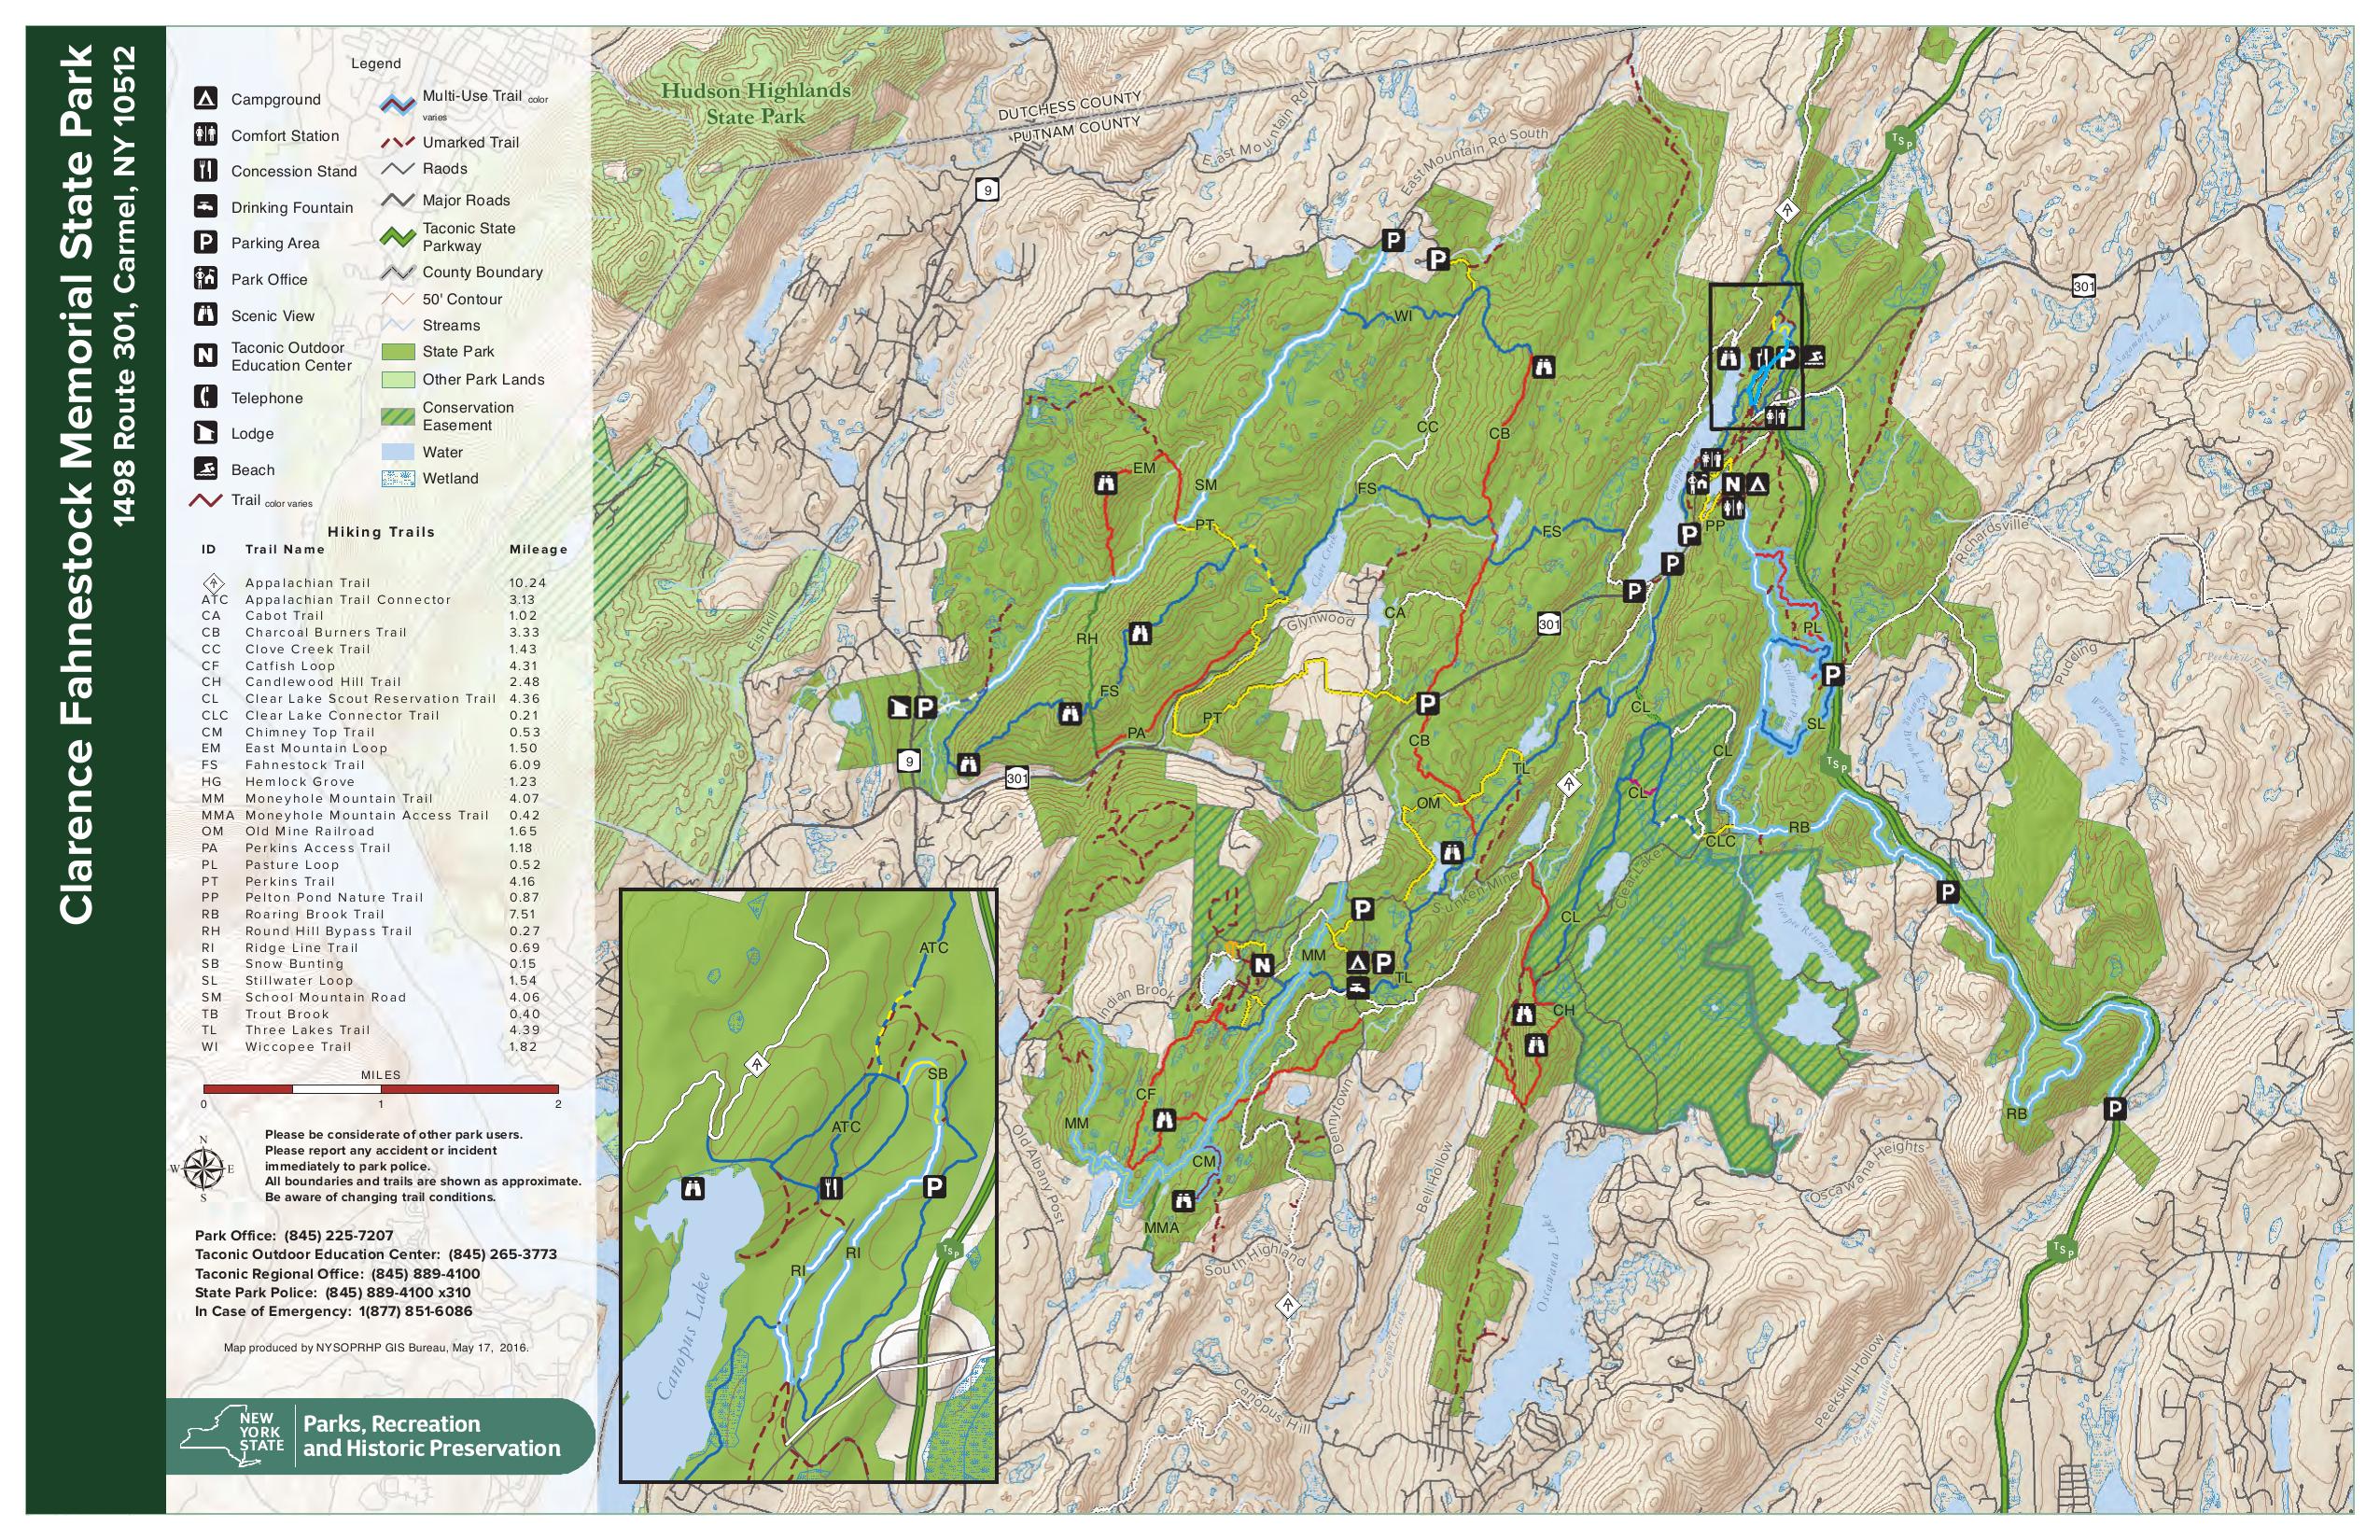 Clarence Fahnestock Memorial State Park
1498 Route 301, Carmel, NY 10512
Legend
Campground
Comfort Station
Concession Stand
Drinking Fountain
Parking Area
Park Office
Scenic View
Taconic Outdoor
Education Center
Telephone
Lodge
Beach
Trail color varies
Multi-Use Trail color
varies
Umarked Trail
Raods
Major Roads
Taconic State
Parkway
County Boundary
50' Contour
Streams
State Park
Other Park Lands
Conservation
Easement
Water
Wetland
Hiking Trails
ID Trail Name Mileage
Appalachian Trail 10.24
ATC Appalachian Trail Connector 3.13
CA Cabot Trail 1.02
CB Charcoal Burners Trail 3.33
CC Clove Creek Trail 1.43
CF Catfish Loop 4.31
CH Candlewood Hill Trail 2.48
CL Clear Lake Scout Reservation Trail 4.36
CLC Clear Lake Connector Trail 0.21
CM Chimney Top Trail 0.53
EM East Mountain Loop 1.50
FS Fahnestock Trail 6.09
HG Hemlock Grove 1.23
MM Moneyhole Mountain Trail 4.07
MMA Moneyhole Mountain Access Trail 0.42
OM Old Mine Railroad 1.65
PA Perkins Access Trail 1.18
PL Pasture Loop 0.52
PT Perkins Trail 4.16
PP Pelton Pond Nature Trail 0.87
RB Roaring Brook Trail 7.51
RH Round Hill Bypass Trail 0.27
RI Ridge Line Trail 0.69
SB Snow Bunting 0.15
SL Stillwater Loop 1.54
SM School Mountain Road 4.06
TB Trout Brook 0.40
TL Three Lakes Trail 4.39
WI Wiccopee Trail 1.82
MILES
0 1 2
N
W E
S
Please be considerate of other park users.
Please report any accident or incident
immediately to park police.
All boundaries and trails are shown as approximate.
Be aware of changing trail conditions.
Park Office: (845) 225-7207
Taconic Outdoor Education Center: (845) 265-3773
Taconic Regional Office: (845) 889-4100
State Park Police: (845) 889-4100 x310
In Case of Emergency: 1(877) 851-6086
Map produced by NYSOPRHP GIS Bureau, May 17, 2016.
NEW
YORK
STATE
Parks, Recreation
and Historic Preservation
Hudson Highlands
State Park
DUTCHESS COUNTY
PUTNAM COUNTY
East Mountain Rd N
East Mountain Rd South
9
TSP
301
P
P
WI
CC
CB
EM
SM
PT
FS
FS
Clove Creek
Canopus Lake
P
N
PP
P
P
P
Richardsville
Sagamore Lake
CA
Glynwood
301
RH
FS
PT
PA
P
9
301
Fishkill
P
CB
PL
P
Stillwater Pond
SL
TSP
Pudding
CL
CL
CL
CLC
RB
TL
OM
Sunken Mine
Clear Lake
CL
P
Wiccopee Reservoir
P
N
MM
P
TL
CH
Indian Brook
CF
MM
CM
MMA
Old Albany Post
Dennytown
Bell Hollow
South Highland
Canopus Hill
Oscawana Lake
Oscawana Heights
Peekskill Hollow
RB
P
TSP
ATC
SB
ATC
P
RI
RI
TSP
Canopus Lake